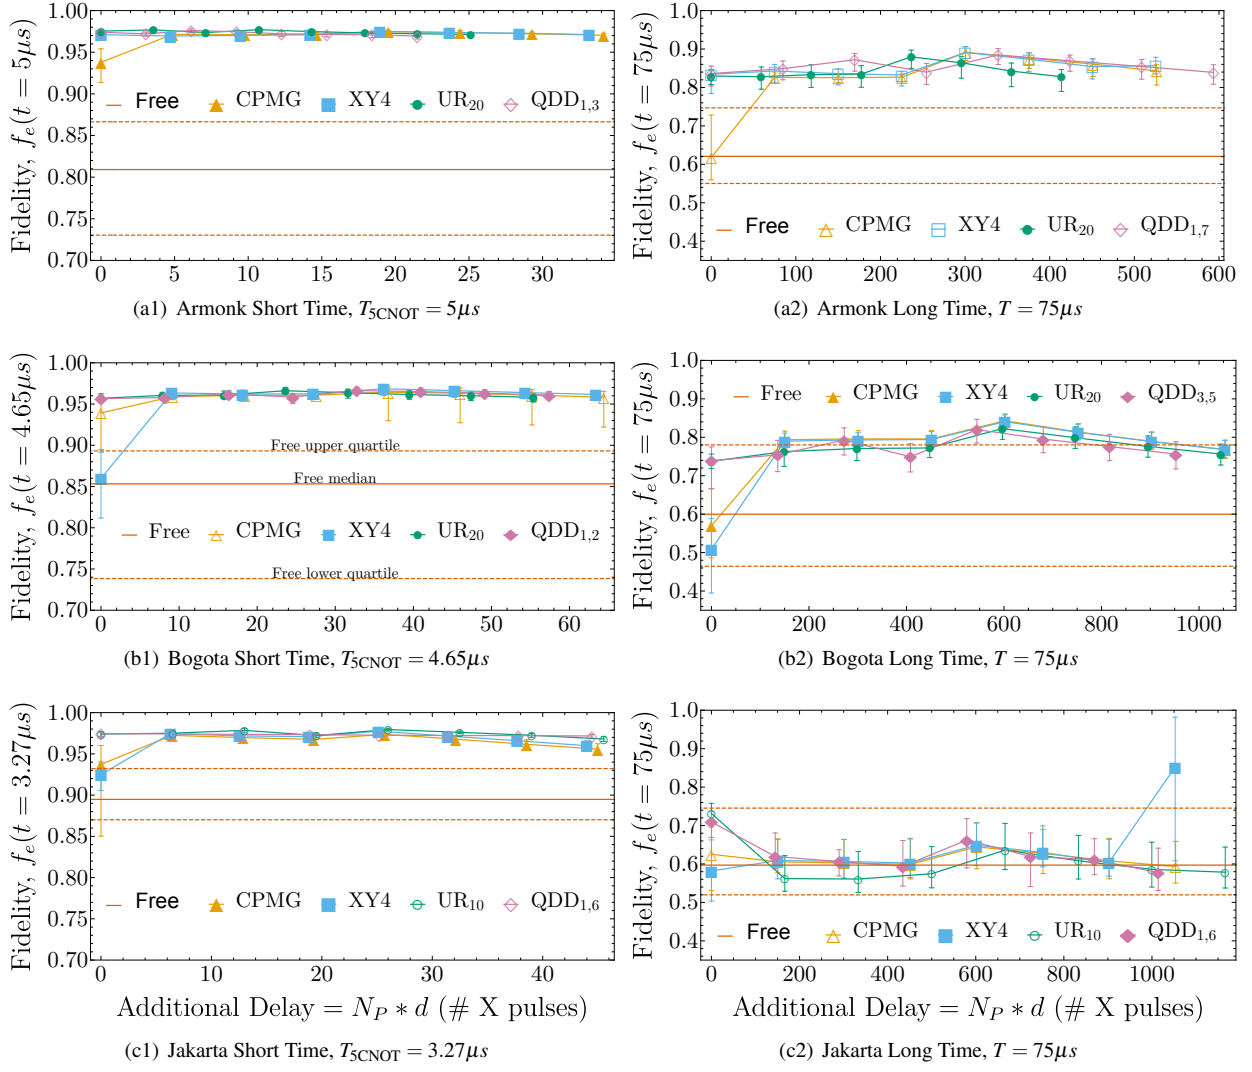 Fidelity, f_e(t = 5μs)
1.00
0.95
0.90
0.85
0.80
0.75
0.70
Free CPMG XY4 UR_20 QDD_1,3
0 5 10 15 20 25 30
(a1) Armonk Short Time, T_5CNOT = 5μs
Fidelity, f_e(t = 75μs)
1.0
0.9
0.8
0.7
0.6
0.5
0.4
Free CPMG XY4 UR_20 QDD_1,7
0 100 200 300 400 500 600
(a2) Armonk Long Time, T = 75μs
Fidelity, f_e(t = 4.65μs)
1.00
0.95
0.90
0.85
0.80
0.75
0.70
Free upper quartile
Free median
Free CPMG XY4 UR_20 QDD_1,2
Free lower quartile
0 10 20 30 40 50 60
(b1) Bogota Short Time, T_5CNOT = 4.65μs
Fidelity, f_e(t = 75μs)
1.0
0.9
0.8
0.7
0.6
0.5
0.4
Free CPMG XY4 UR_20 QDD_3,5
0 200 400 600 800 1000
(b2) Bogota Long Time, T = 75μs
Fidelity, f_e(t = 3.27μs)
1.00
0.95
0.90
0.85
0.80
0.75
0.70
Free CPMG XY4 UR_10 QDD_1,6
0 10 20 30 40
Additional Delay = N_P * d (# X pulses)
(c1) Jakarta Short Time, T_5CNOT = 3.27μs
Fidelity, f_e(t = 75μs)
1.0
0.9
0.8
0.7
0.6
0.5
0.4
Free CPMG XY4 UR_10 QDD_1,6
0 200 400 600 800 1000
Additional Delay = N_P * d (# X pulses)
(c2) Jakarta Long Time, T = 75μs